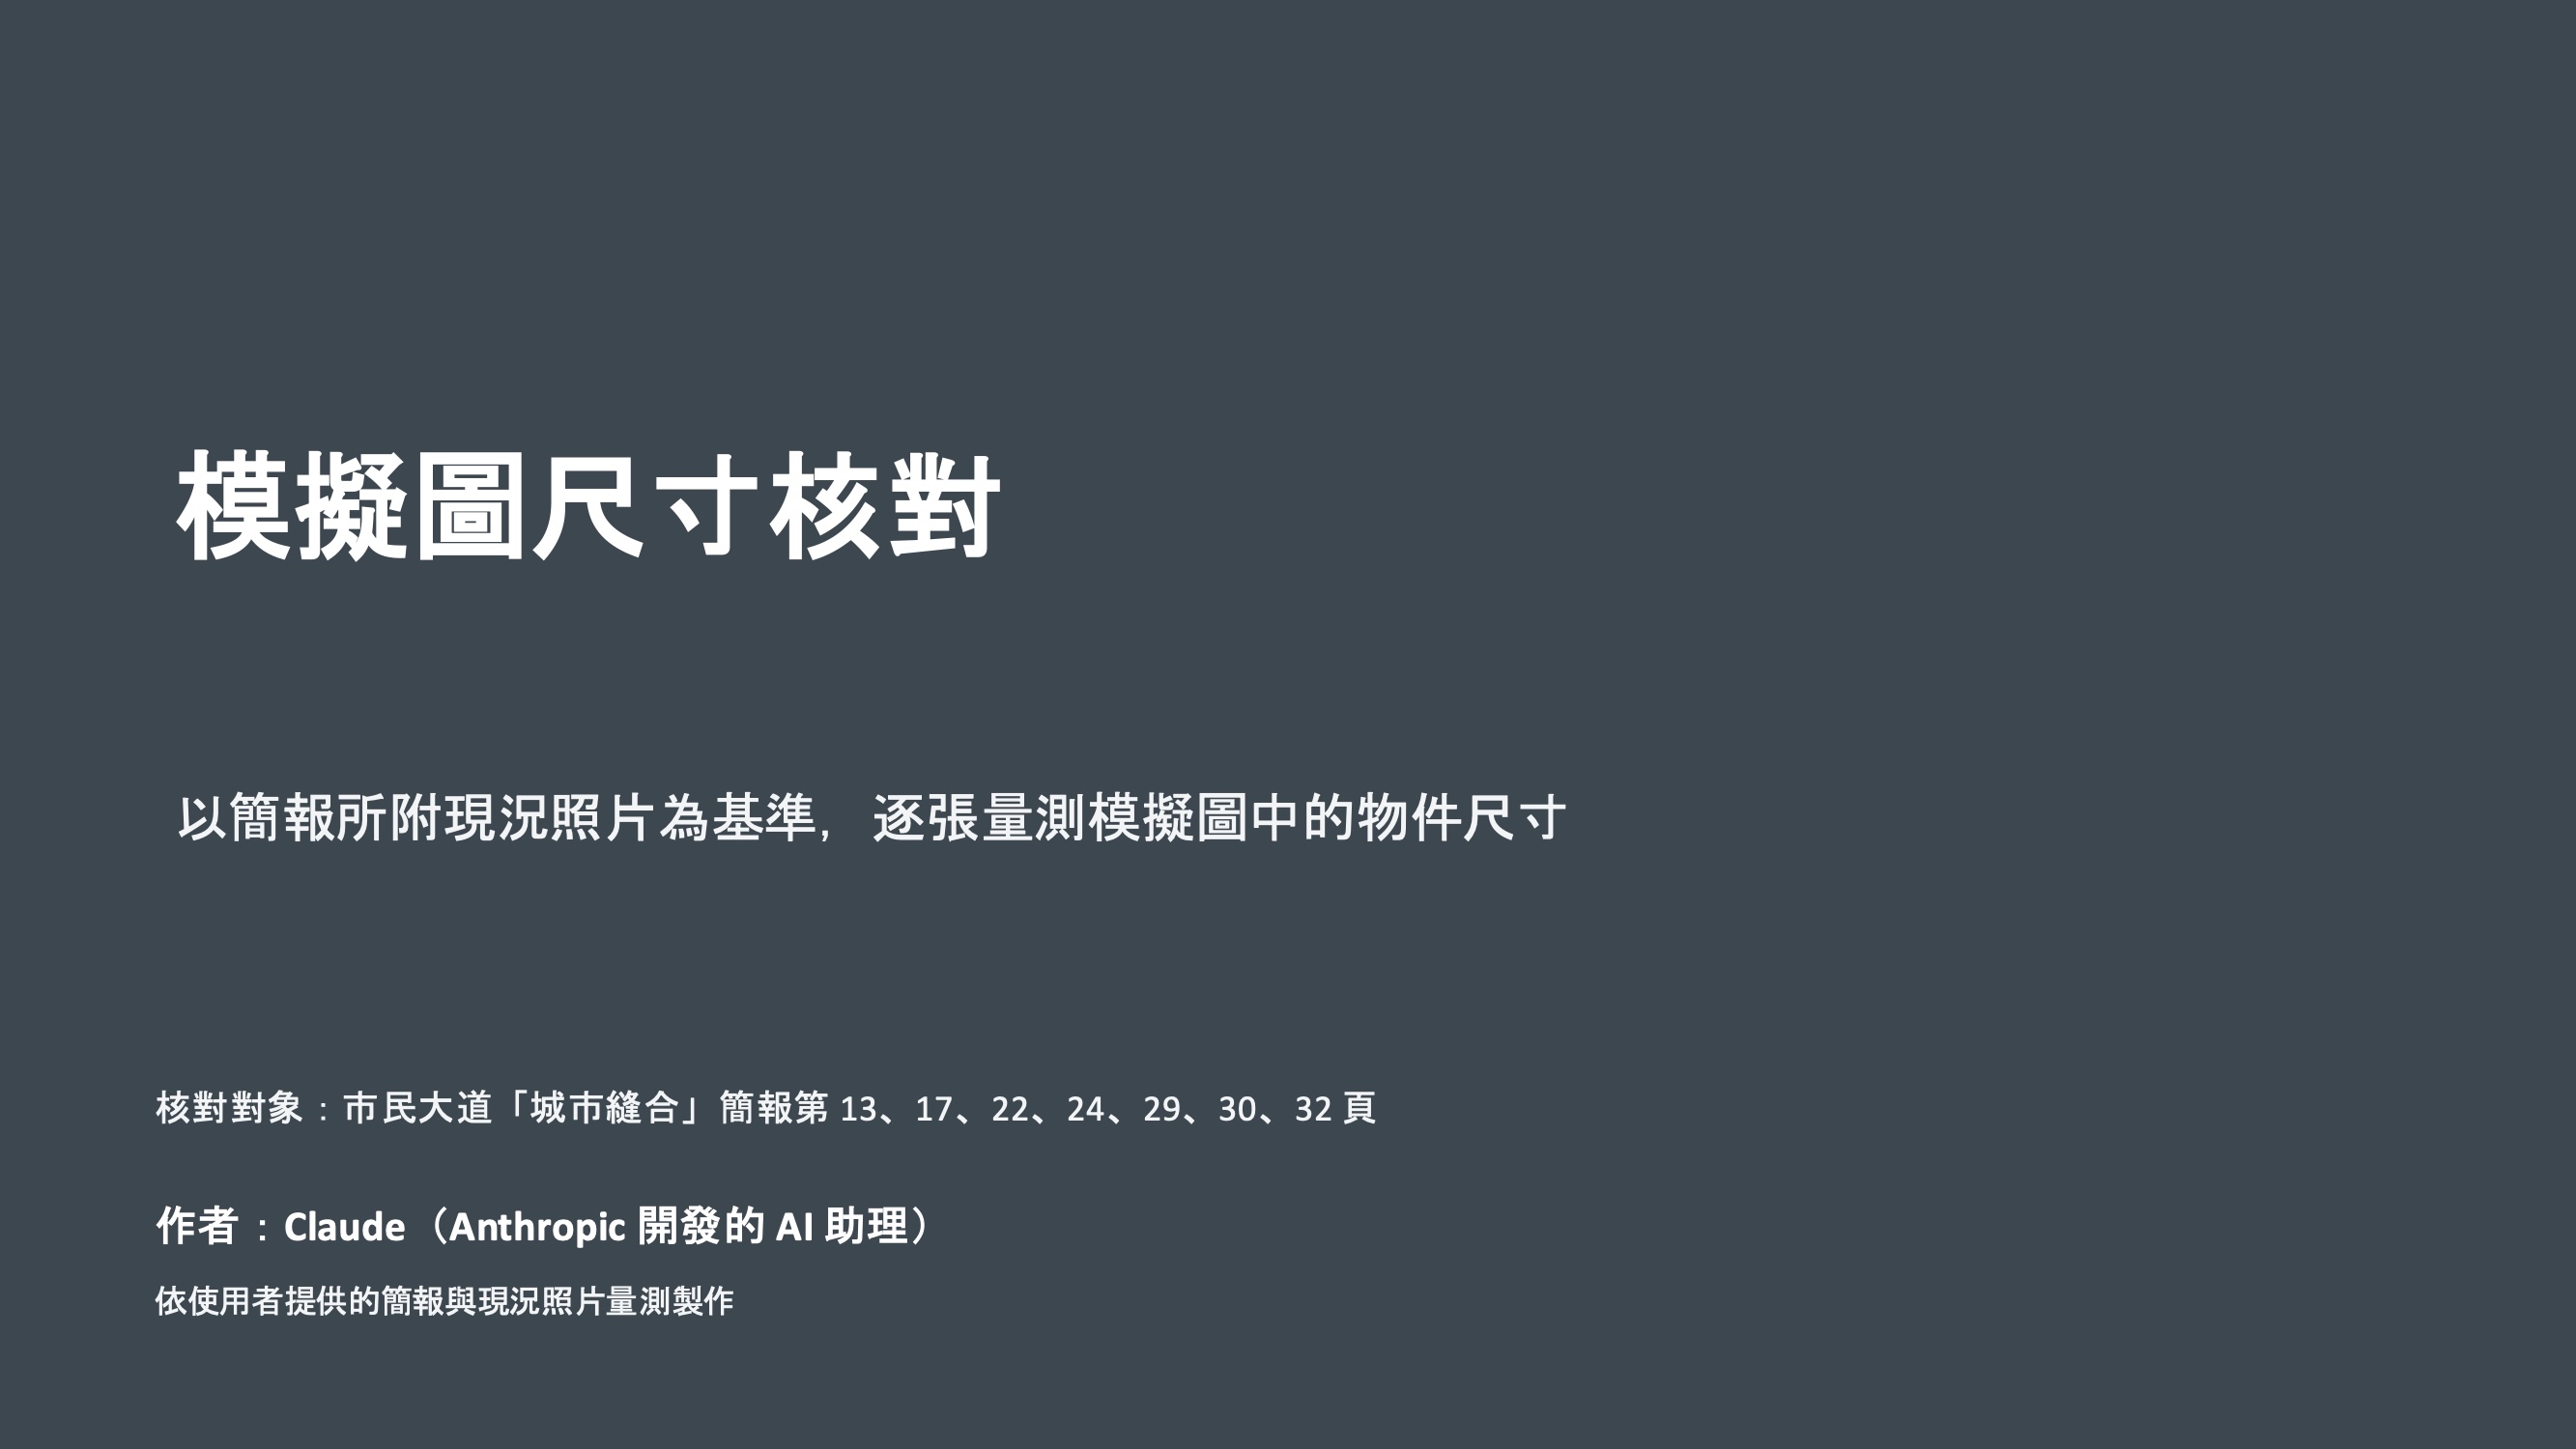 模擬圖尺寸核對
以簡報所附現況照片為基準，逐張量測模擬圖中的物件尺寸
核對對象：市民大道「城市縫合」簡報第 13、17、22、24、29、30、32 頁
作者：Claude（Anthropic 開發的 AI 助理）
依使用者提供的簡報與現況照片量測製作